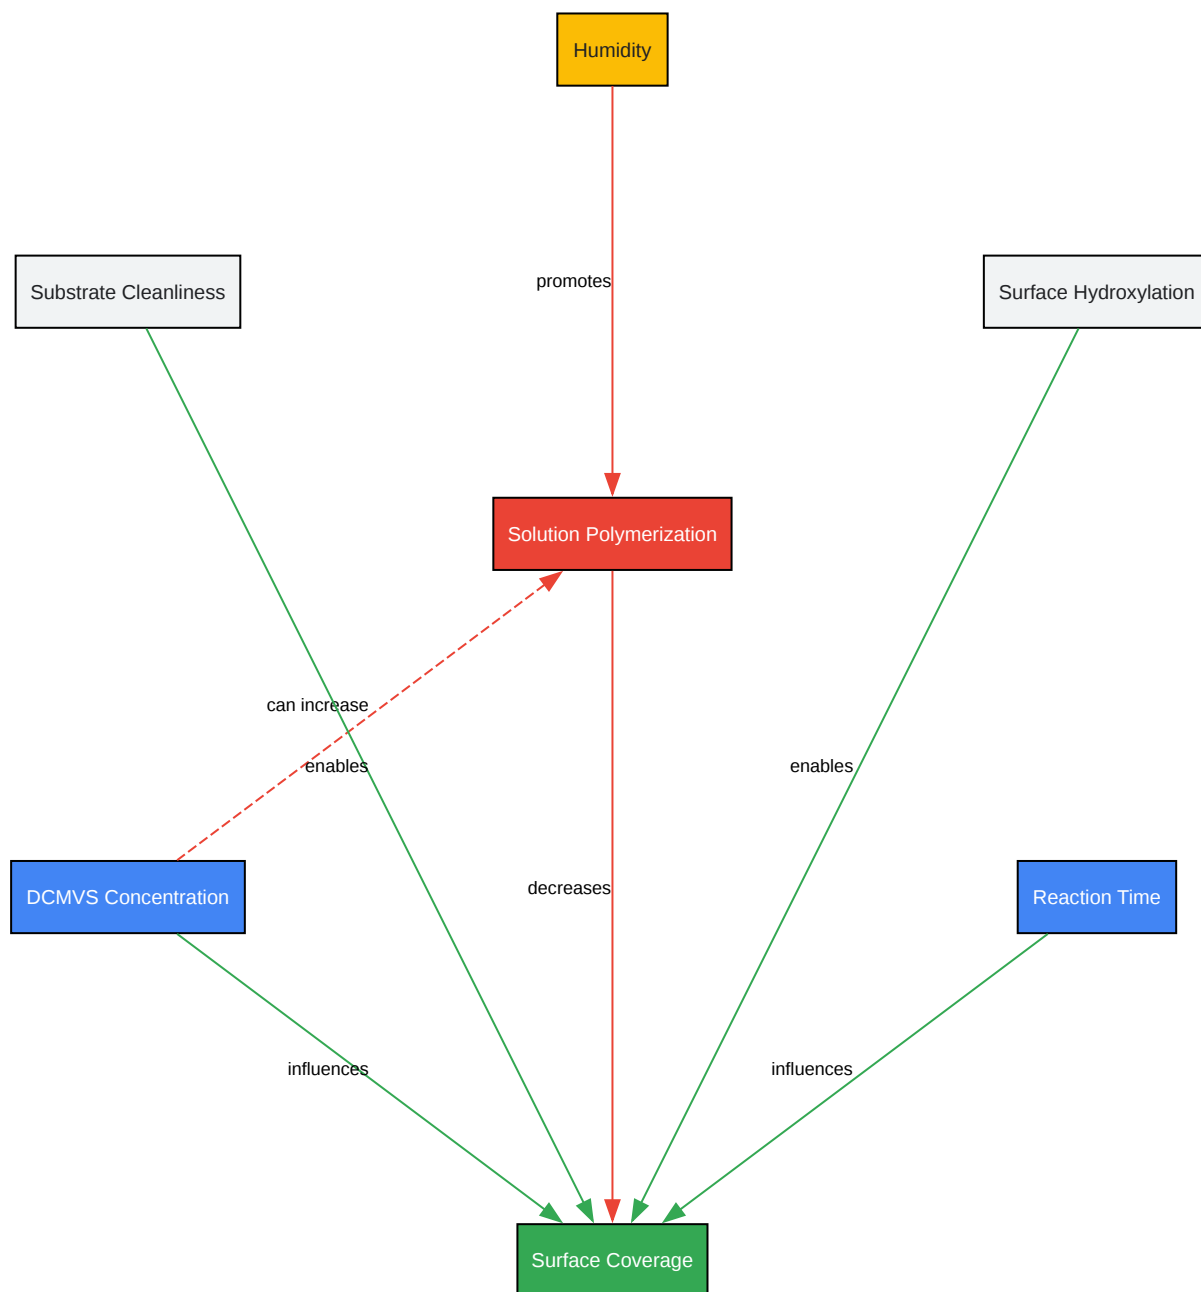 Humidity
promotes
Substrate Cleanliness
Surface Hydroxylation
Solution Polymerization
can increase
enables
enables
DCMVS Concentration
decreases
Reaction Time
influences
influences
Surface Coverage